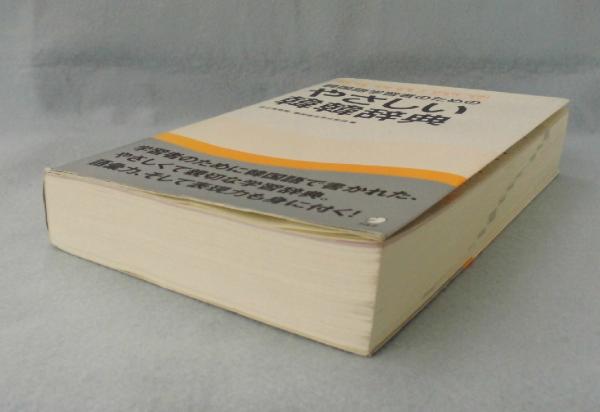 韓国語学習者のための
やさしい
韓韓辞典
学習者のために韓国語で書かれた、
やさしくて親切な学習辞典。
語彙力、そして表現力も身に付く!